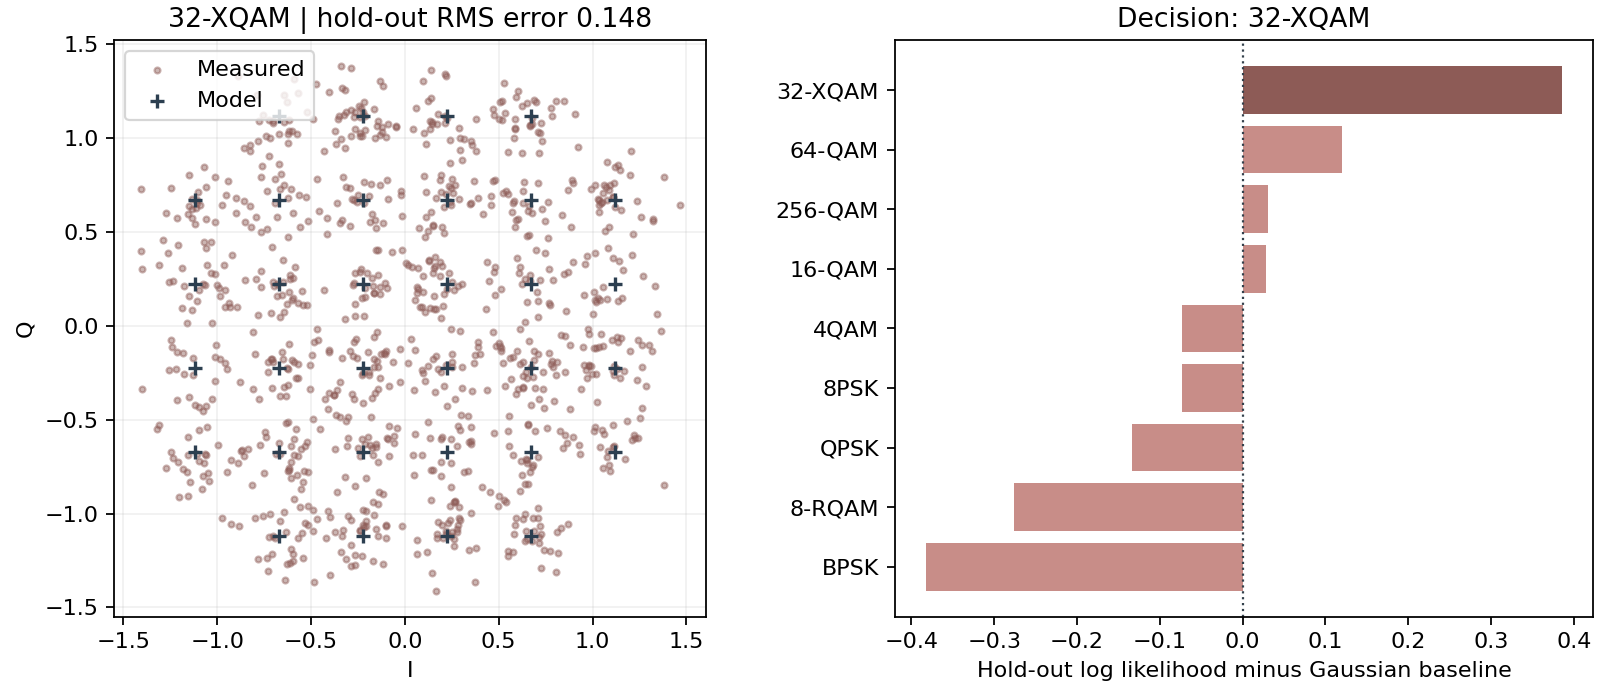 32-XQAM | hold-out RMS error 0.148
Measured
Model
1.5
1.0
0.5
0.0
−0.5
−1.0
−1.5
Q
−1.5 −1.0 −0.5 0.0 0.5 1.0 1.5
I
Decision: 32-XQAM
32-XQAM
64-QAM
256-QAM
16-QAM
4QAM
8PSK
QPSK
8-RQAM
BPSK
−0.4 −0.3 −0.2 −0.1 0.0 0.1 0.2 0.3 0.4
Hold-out log likelihood minus Gaussian baseline